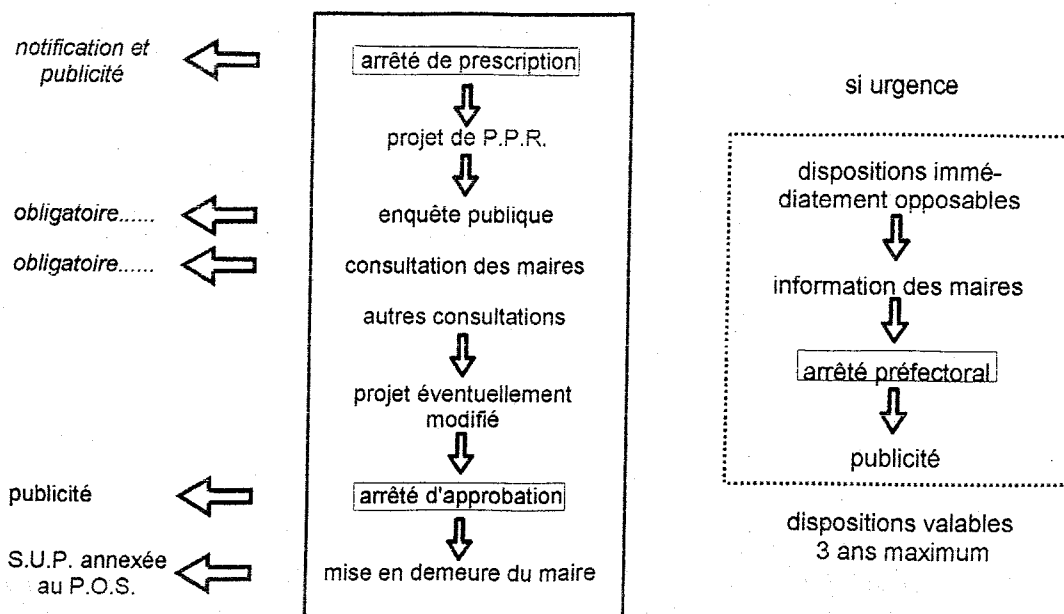 notification et
publicité
arrêté de prescription
projet de P.P.R.
obligatoire......
enquête publique
obligatoire......
consultation des maires
autres consultations
projet éventuellement
modifié
publicité
arrêté d'approbation
S.U.P. annexée
au P.O.S.
mise en demeure du maire
si urgence
dispositions immé-
diatement opposables
information des maires
arrêté préfectoral
publicité
dispositions valables
3 ans maximum